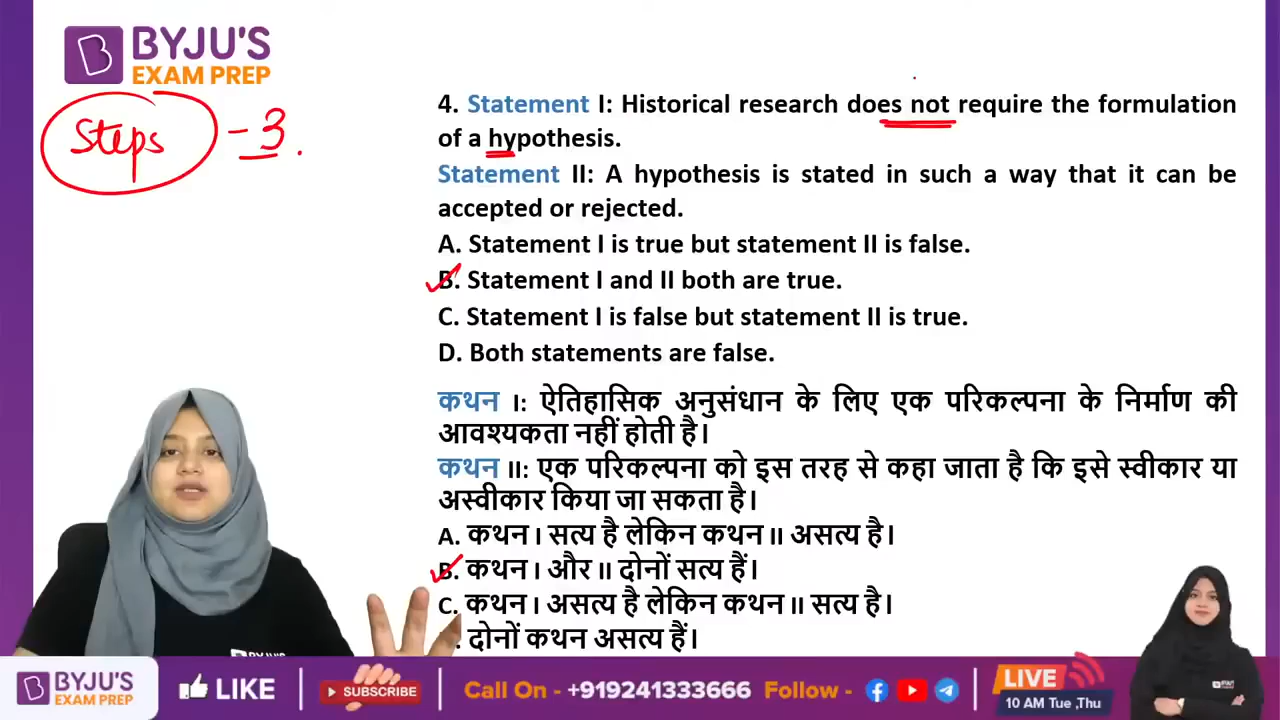 BYJU'S
EXAM PREP
Steps - 3.
4. Statement I: Historical research does not require the formulation
of a hypothesis.
Statement II: A hypothesis is stated in such a way that it can be
accepted or rejected.
A. Statement I is true but statement II is false.
B. Statement I and II both are true.
C. Statement I is false but statement II is true.
D. Both statements are false.
कथन I: ऐतिहासिक अनुसंधान के लिए एक परिकल्पना के निर्माण की
आवश्यकता नहीं होती है।
कथन II: एक परिकल्पना को इस तरह से कहा जाता है कि इसे स्वीकार या
अस्वीकार किया जा सकता है।
A. कथन I सत्य है लेकिन कथन II असत्य है।
B. कथन I और II दोनों सत्य हैं।
C. कथन I असत्य है लेकिन कथन II सत्य है।
दोनों कथन असत्य हैं।
BYJU'S
BYJU'S
EXAM PREP
LIKE
SUBSCRIBE
Call On - +919241333666
Follow -
LIVE
10 AM Tue ,Thu